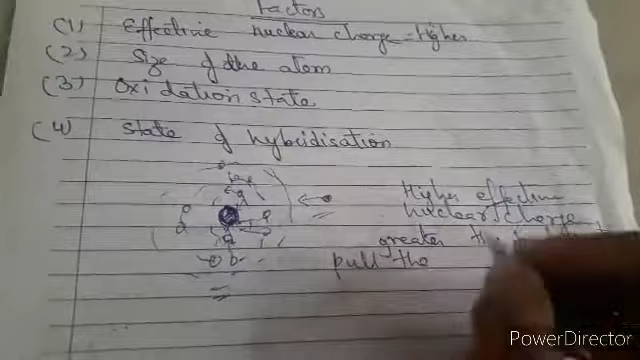 Factors
(1) Effective nuclear charge = Higher
(2) Size of the atom
(3) Oxidation state
(4) State of hybridisation
Higher effective
nuclear charge
greater
pull the
PowerDirector